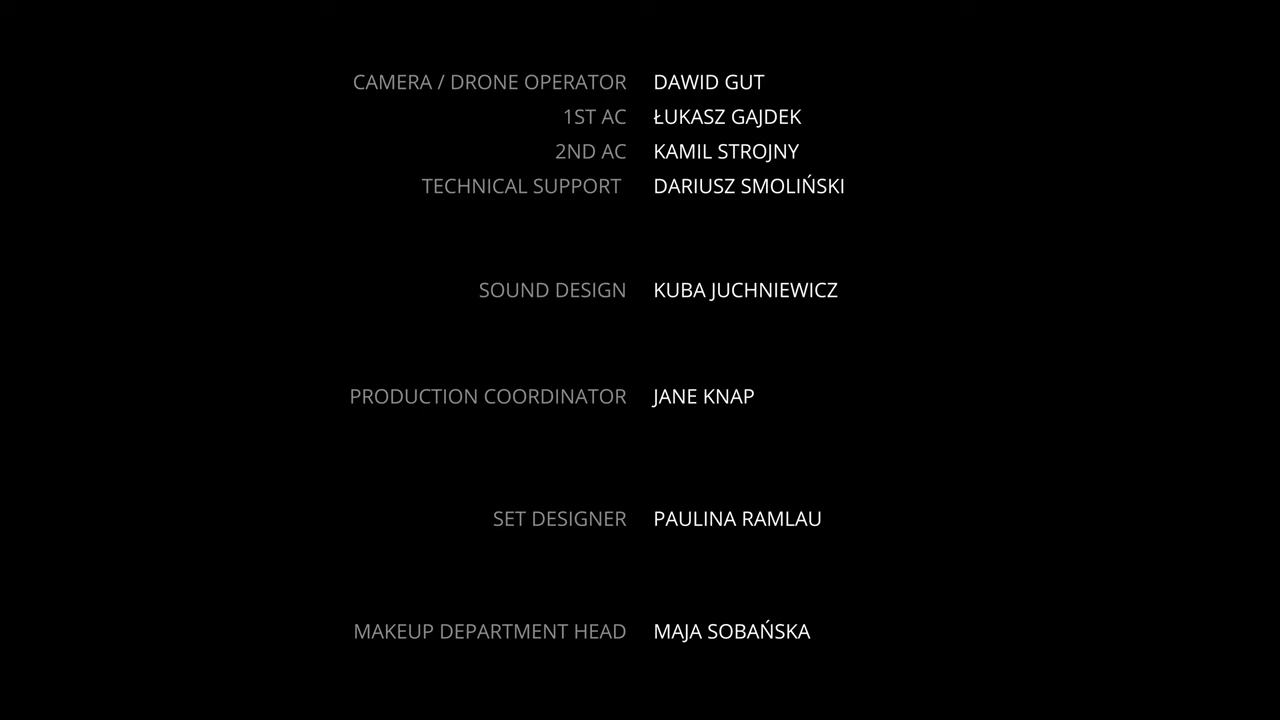 CAMERA / DRONE OPERATOR DAWID GUT
1ST AC ŁUKASZ GAJDEK
2ND AC KAMIL STROJNY
TECHNICAL SUPPORT DARIUSZ SMOLIŃSKI
SOUND DESIGN KUBA JUCHNIEWICZ
PRODUCTION COORDINATOR JANE KNAP
SET DESIGNER PAULINA RAMLAU
MAKEUP DEPARTMENT HEAD MAJA SOBAŃSKA